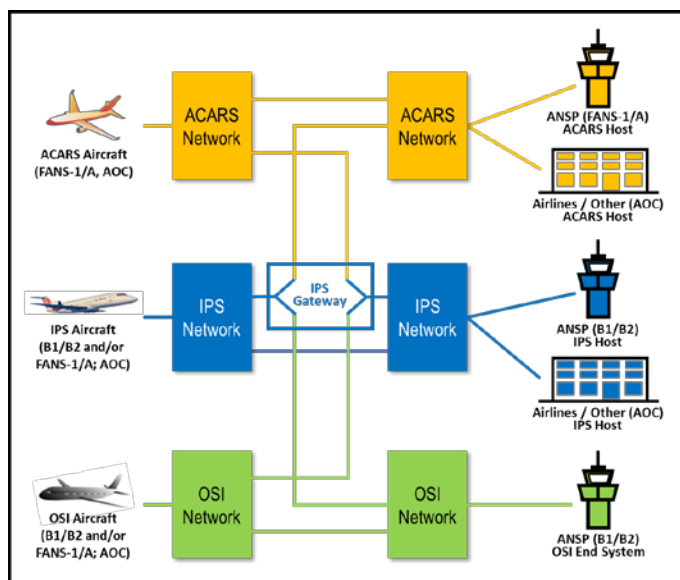 ACARS
Network
ACARS
Network
ANSP (FANS-1/A)
ACARS Host
ACARS Aircraft
(FANS-1/A, AOC)
Airlines / Other (AOC)
ACARS Host
IPS
Gateway
IPS
Network
IPS
Network
ANSP (B1/B2)
IPS Host
IPS Aircraft
(B1/B2 and/or
FANS-1/A; AOC)
Airlines / Other (AOC)
IPS Host
OSI
Network
OSI
Network
OSI Aircraft
(B1/B2 and/or
FANS-1/A; AOC)
ANSP (B1/B2)
OSI End System